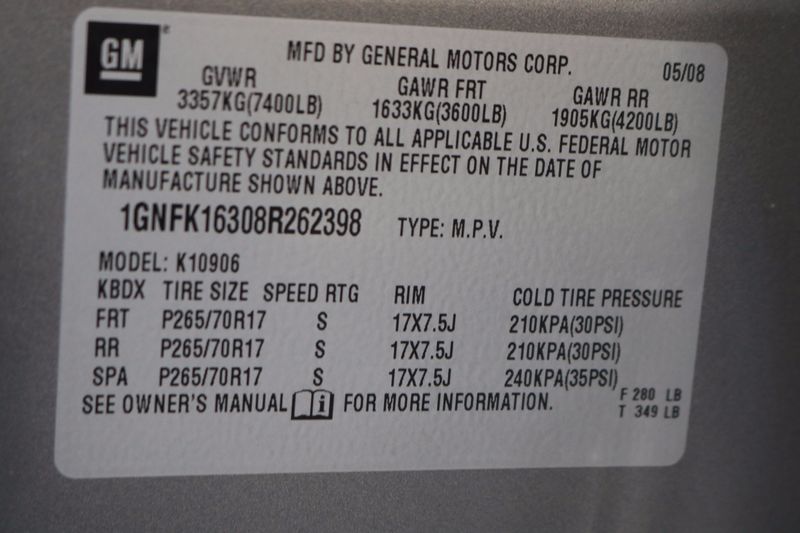 GM
MFD BY GENERAL MOTORS CORP. 05/08
GVWR GAWR FRT GAWR RR
3357KG(7400LB) 1633KG(3600LB) 1905KG(4200LB)
THIS VEHICLE CONFORMS TO ALL APPLICABLE U.S. FEDERAL MOTOR
VEHICLE SAFETY STANDARDS IN EFFECT ON THE DATE OF
MANUFACTURE SHOWN ABOVE.
1GNFK16308R262398 TYPE: M.P.V.
MODEL: K10906
KBDX TIRE SIZE SPEED RTG RIM COLD TIRE PRESSURE
FRT P265/70R17 S 17X7.5J 210KPA(30PSI)
RR P265/70R17 S 17X7.5J 210KPA(30PSI)
SPA P265/70R17 S 17X7.5J 240KPA(35PSI)
SEE OWNER'S MANUAL i FOR MORE INFORMATION.
F 280 LB
T 349 LB